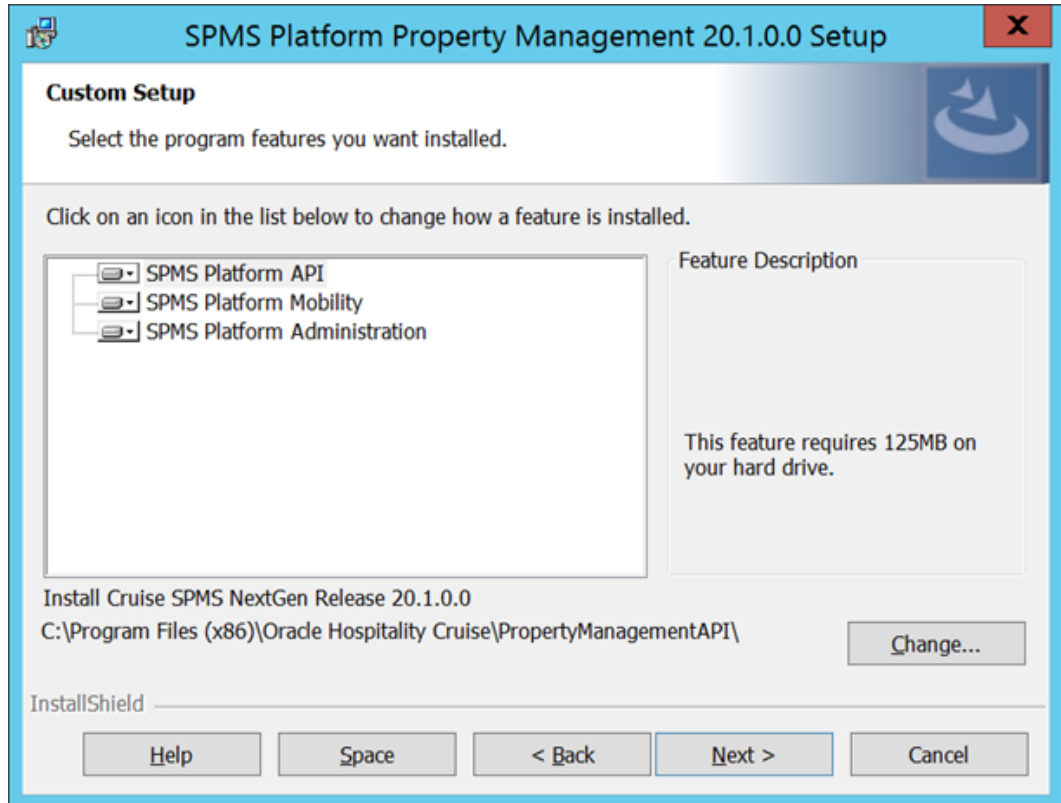 SPMS Platform Property Management 20.1.0.0 Setup
X
Custom Setup
Select the program features you want installed.
Click on an icon in the list below to change how a feature is installed.
SPMS Platform API
SPMS Platform Mobility
SPMS Platform Administration
Feature Description
This feature requires 125MB on
your hard drive.
Install Cruise SPMS NextGen Release 20.1.0.0
C:\Program Files (x86)\Oracle Hospitality Cruise\PropertyManagementAPI\
Change...
InstallShield
Help
Space
< Back
Next >
Cancel